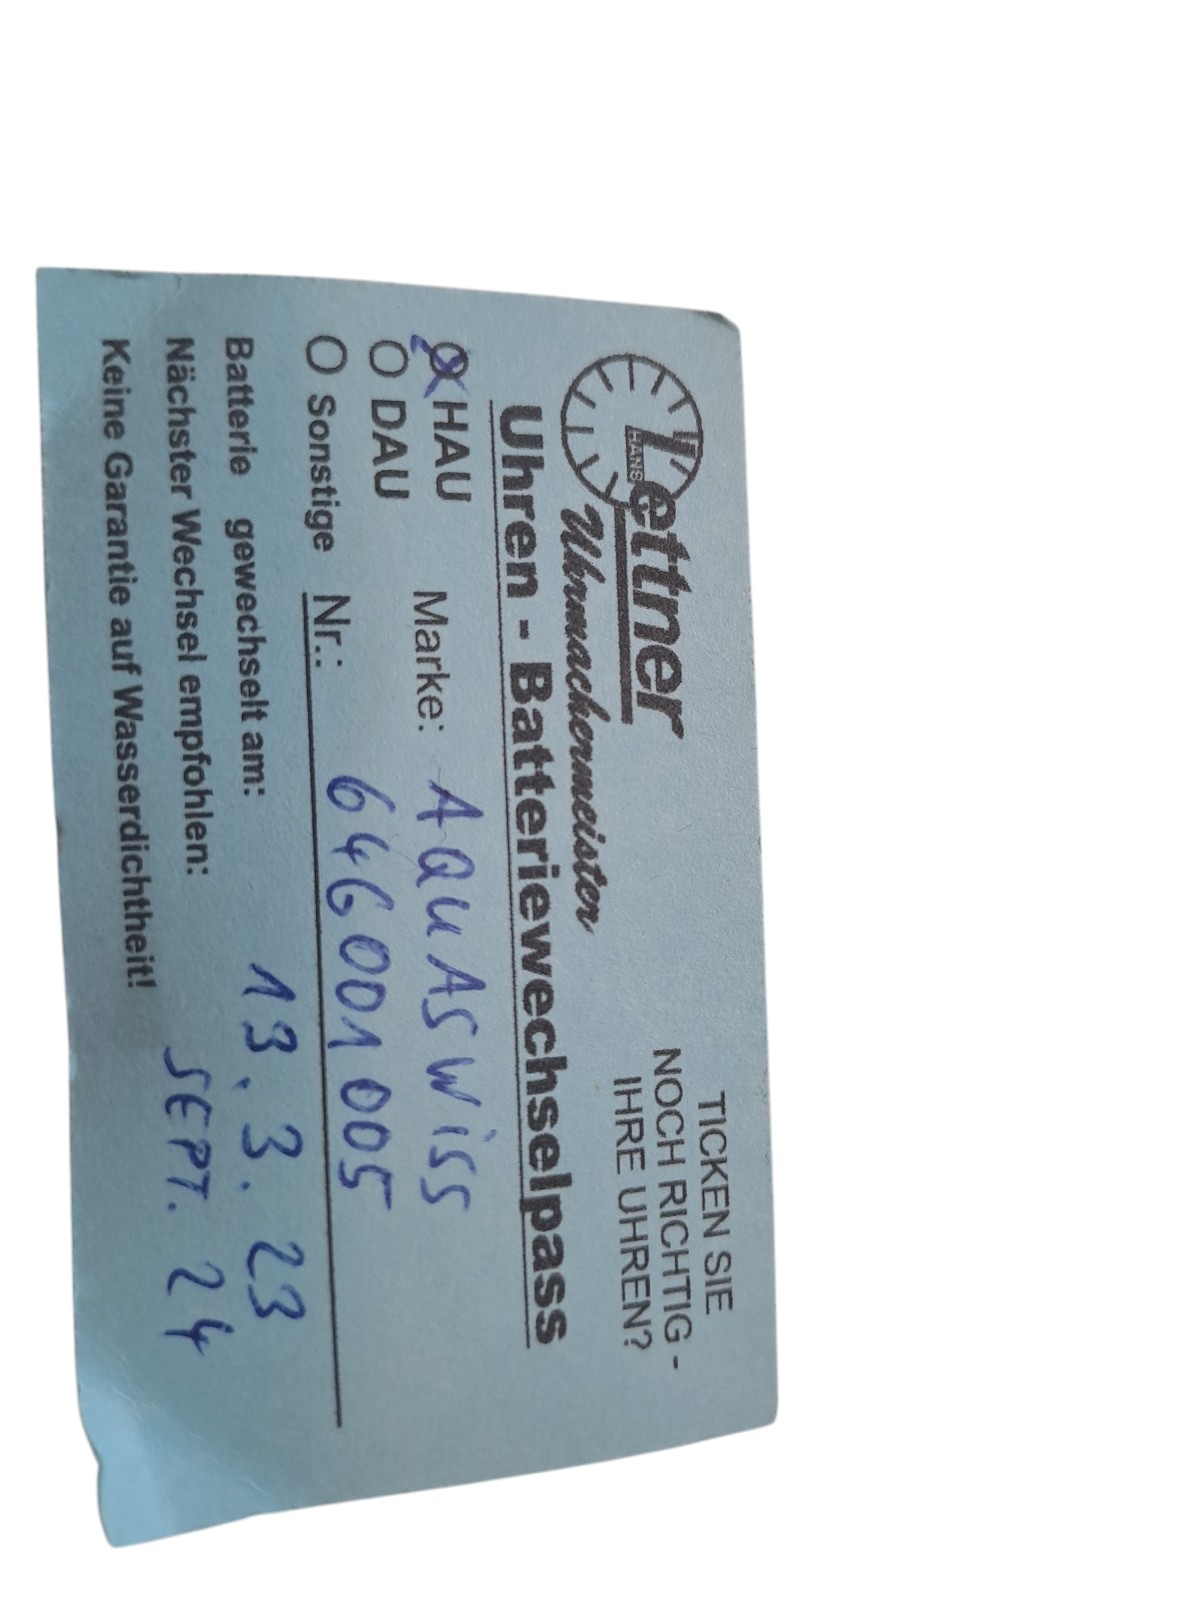 Lettner
HANS
Uhrmachermeister
TICKEN SIE
NOCH RICHTIG -
IHRE UHREN?
Uhren - Batteriewechselpass
HAU Marke: AQUASWiSS
DAU
Sonstige Nr.: 646001005
Batterie gewechselt am: 13. 3. 23
Nächster Wechsel empfohlen: SEPT. 24
Keine Garantie auf Wasserdichtheit!